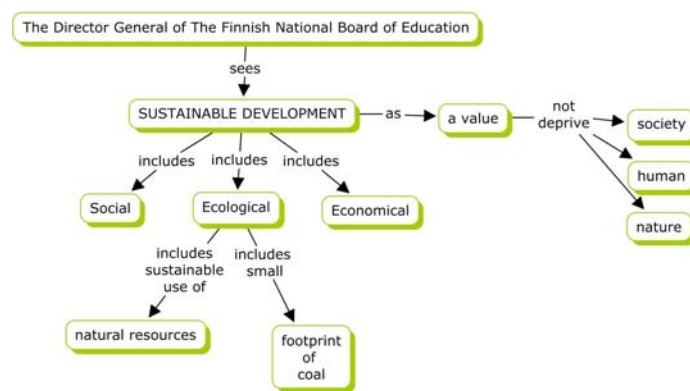 The Director General of The Finnish National Board of Education
sees
SUSTAINABLE DEVELOPMENT
as
a value
not
deprive
society
human
nature
includes
includes
includes
Social
Ecological
Economical
includes
sustainable
use of
includes
small
natural resources
footprint
of
coal